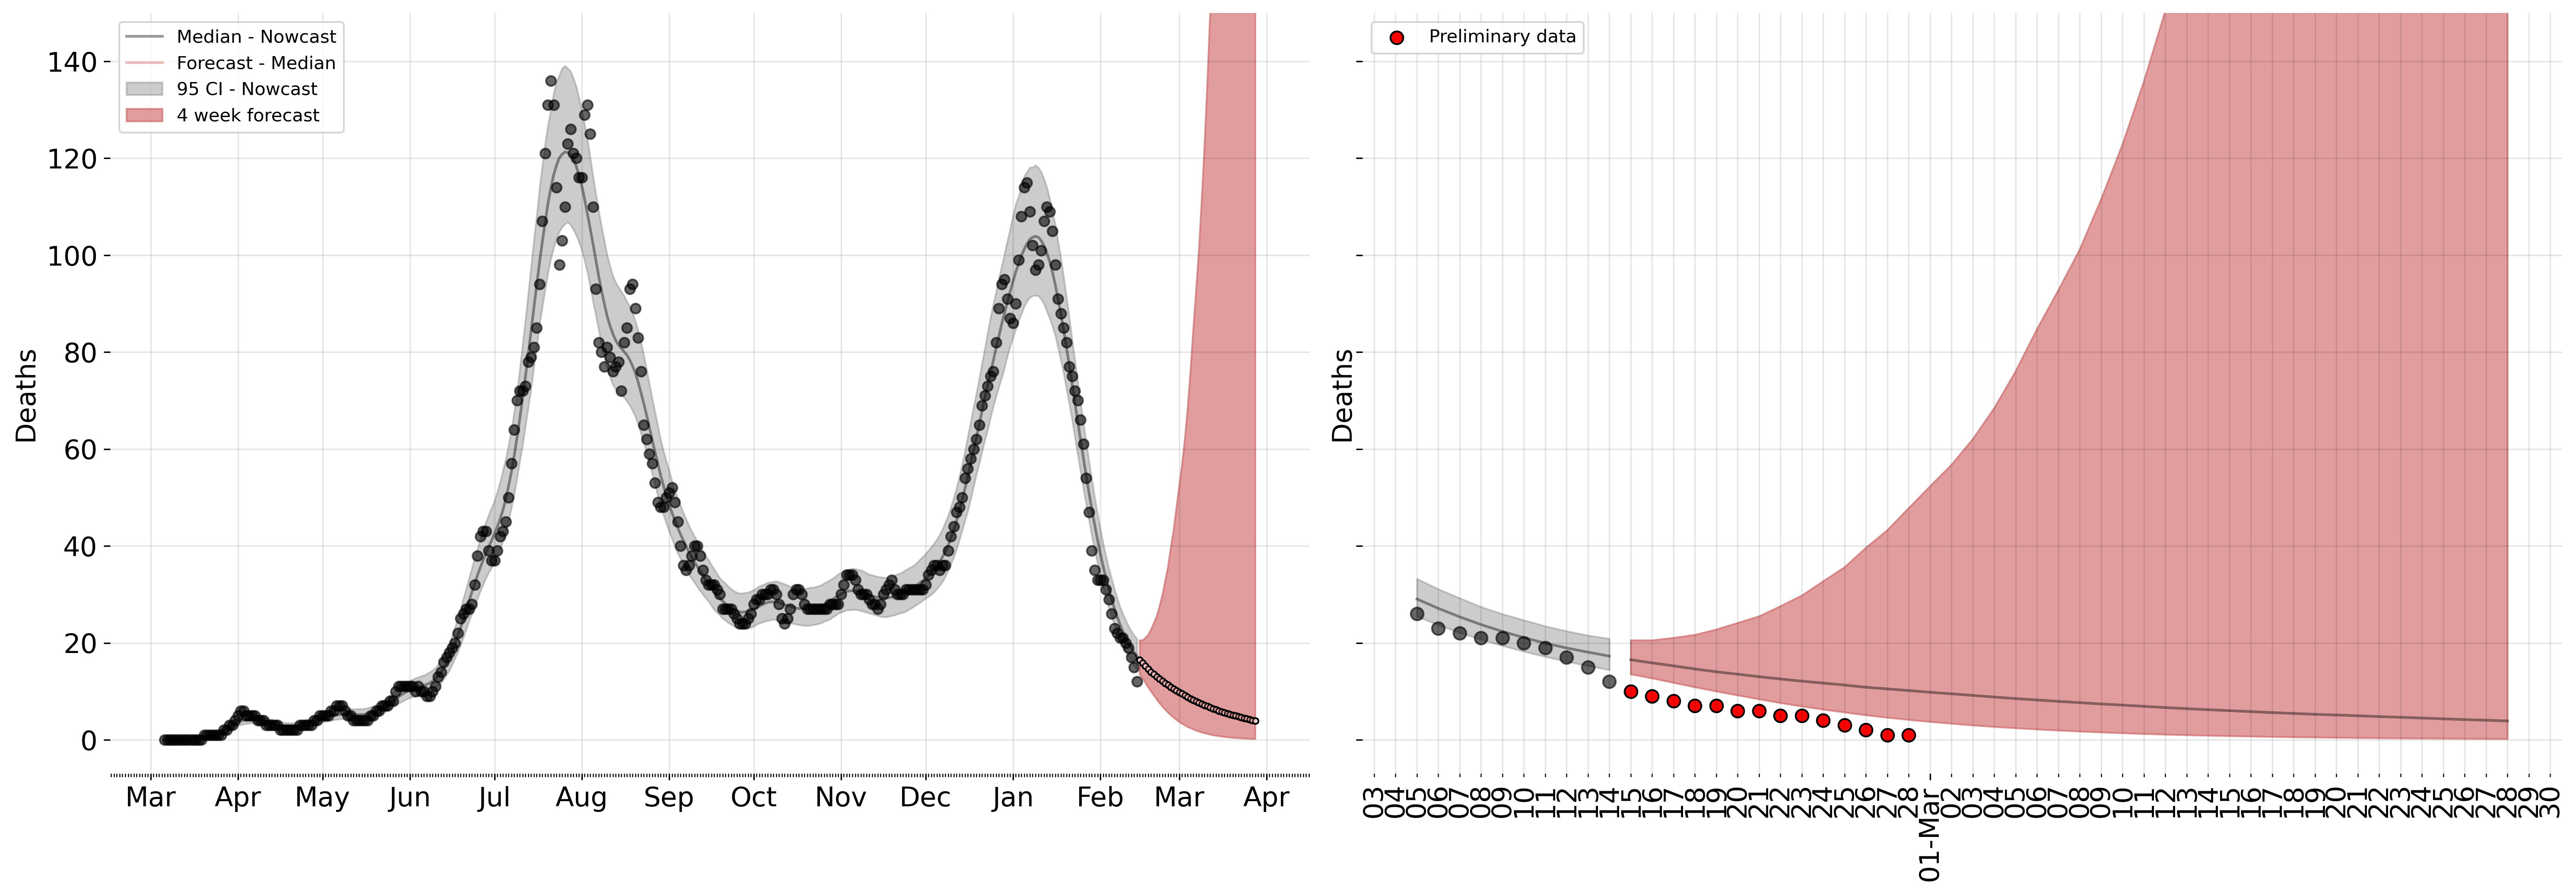 Median - Nowcast
Forecast - Median
95 CI - Nowcast
4 week forecast
Deaths
140
120
100
80
60
40
20
0
Mar Apr May Jun Jul Aug Sep Oct Nov Dec Jan Feb Mar Apr
Preliminary data
Deaths
03 04 05 06 07 08 09 10 11 12 13 14 15 16 17 18 19 20 21 22 23 24 25 26 27 28 01-Mar 02 03 04 05 06 07 08 09 10 11 12 13 14 15 16 17 18 19 20 21 22 23 24 25 26 27 28 29 30